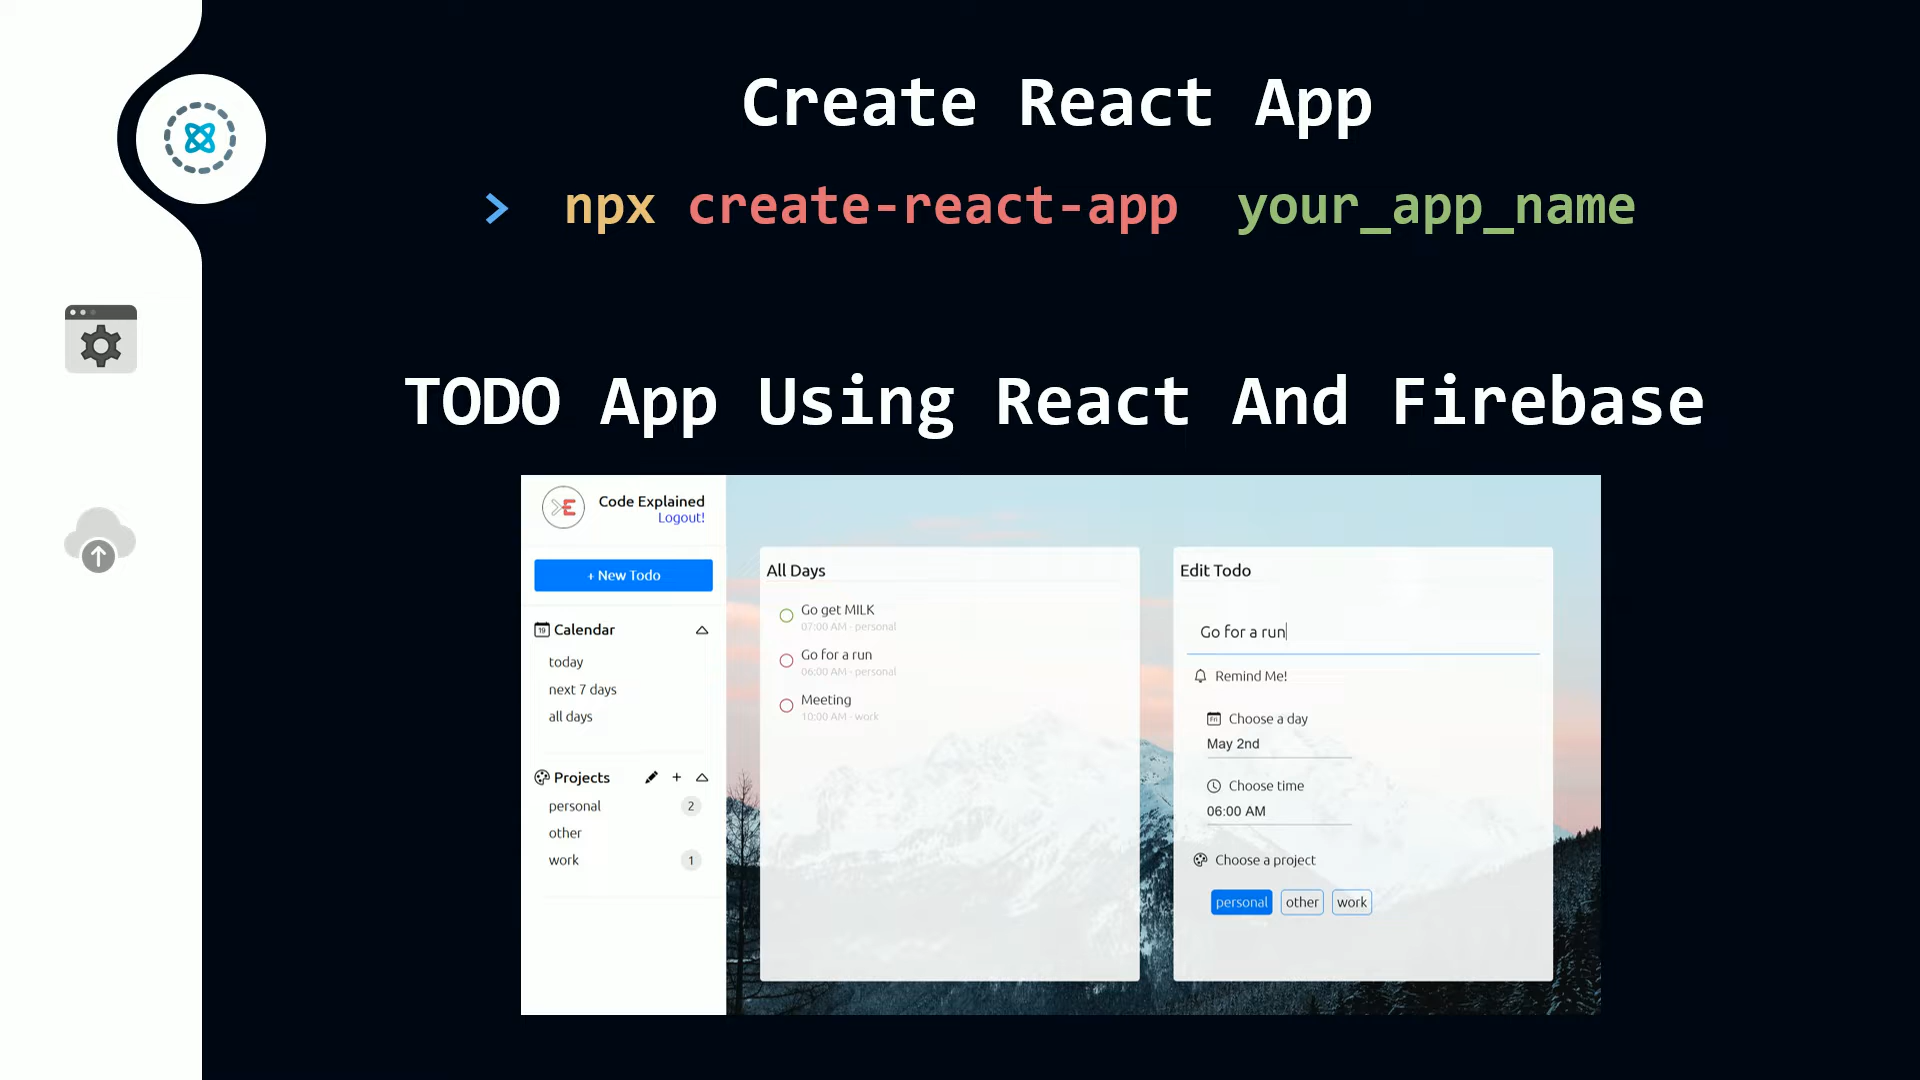 Create React App
> npx create-react-app your_app_name
TODO App Using React And Firebase
Code Explained
Logout!
+ New Todo
19 Calendar
today
next 7 days
all days
Projects +
personal 2
other
work 1
All Days
Go get MILK
07:00 AM - personal
Go for a run
06:00 AM - personal
Meeting
10:00 AM - work
Edit Todo
Go for a run
Remind Me!
Fri Choose a day
May 2nd
Choose time
06:00 AM
Choose a project
personal other work